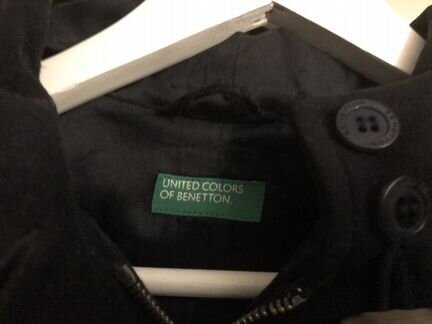 UNITED COLORS
OF BENETTON.